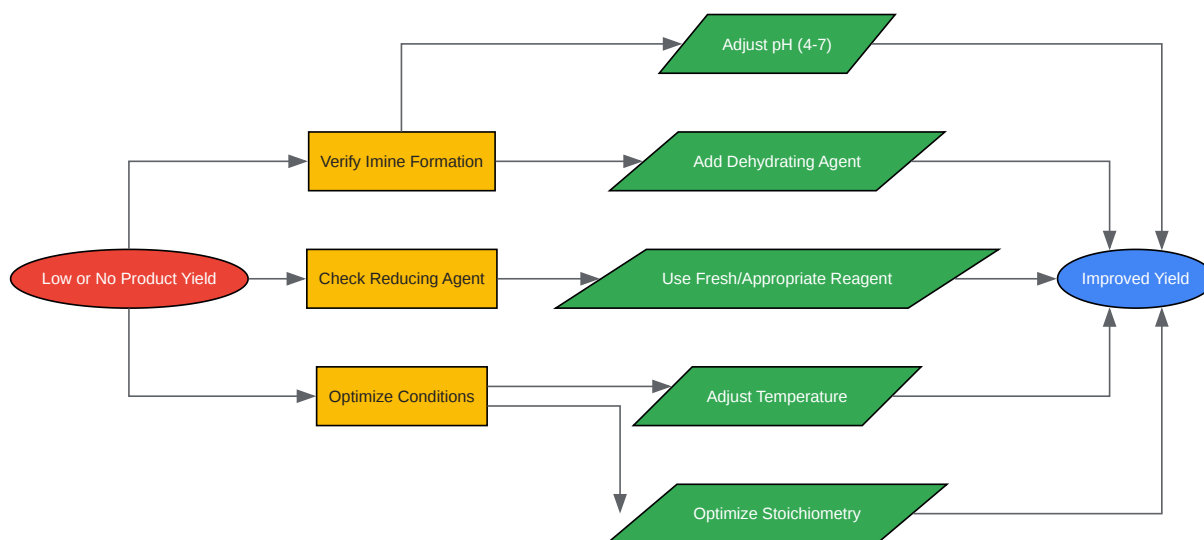 Adjust pH (4-7)
Verify Imine Formation
Add Dehydrating Agent
Low or No Product Yield
Check Reducing Agent
Use Fresh/Appropriate Reagent
Improved Yield
Optimize Conditions
Adjust Temperature
Optimize Stoichiometry